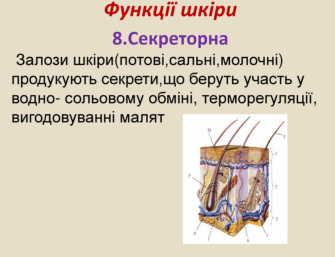 Функції шкіри
8.Секреторна
Залози шкіри(потові,сальні,молочні)
продукують секрети,що беруть участь у
водно- сольовому обміні, терморегуляції,
вигодовуванні малят